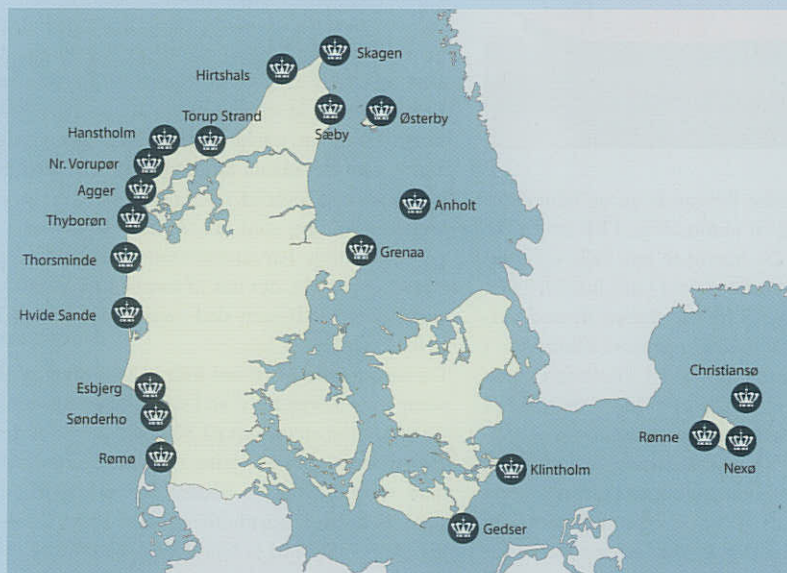 Skagen
Hirtshals
Torup Strand
Østerby
Sæby
Hanstholm
Nr. Vorupør
Agger
Thyborøn
Anholt
Grenaa
Thorsminde
Hvide Sande
Esbjerg
Sønderho
Rømø
Christiansø
Rønne
Nexø
Klintholm
Gedser